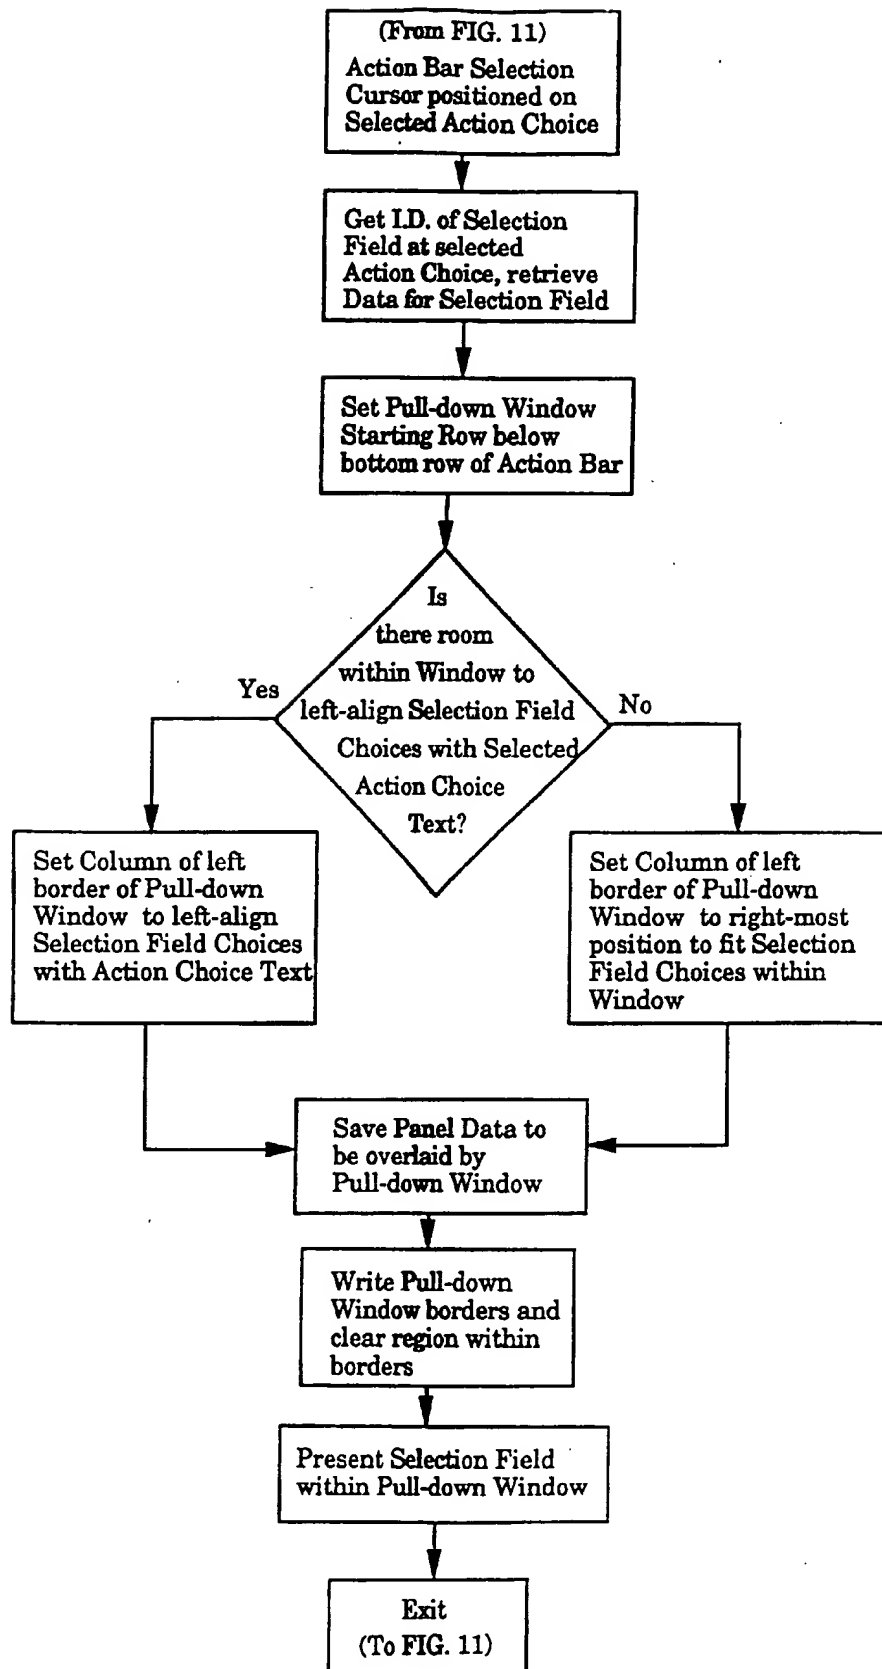 (From FIG. 11)
Action Bar Selection
Cursor positioned on
Selected Action Choice
Get I.D. of Selection
Field at selected
Action Choice, retrieve
Data for Selection Field
Set Pull-down Window
Starting Row below
bottom row of Action Bar
Is
there room
within Window to
left-align Selection Field
Choices with Selected
Action Choice
Text?
Yes
No
Set Column of left
border of Pull-down
Window to left-align
Selection Field Choices
with Action Choice Text
Set Column of left
border of Pull-down
Window to right-most
position to fit Selection
Field Choices within
Window
Save Panel Data to
be overlaid by
Pull-down Window
Write Pull-down
Window borders and
clear region within
borders
Present Selection Field
within Pull-down Window
Exit
(To FIG. 11)